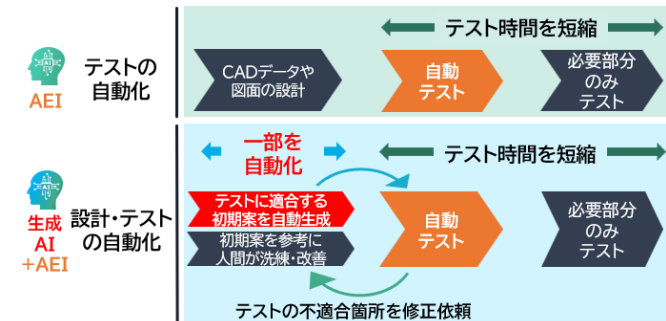 テスト時間を短縮
AEI
テストの
自動化
CADデータや
図面の設計
自動
テスト
必要部分
のみ
テスト
一部を
自動化
テスト時間を短縮
生成
AI
+AEI
設計・テスト
の自動化
テストに適合する
初期案を自動生成
初期案を参考に
人間が洗練・改善
自動
テスト
必要部分
のみ
テスト
テストの不適合箇所を修正依頼